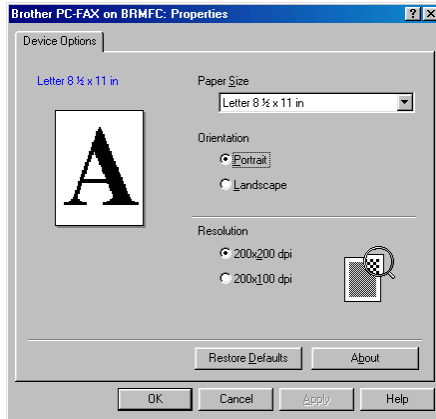 Brother PC-FAX on BRMFC: Properties
Device Options
Letter 8 ½ x 11 in
A
Paper Size
Letter 8 ½ x 11 in
Orientation
Portrait
Landscape
Resolution
200x200 dpi
200x100 dpi
Restore Defaults
About
OK
Cancel
Apply
Help